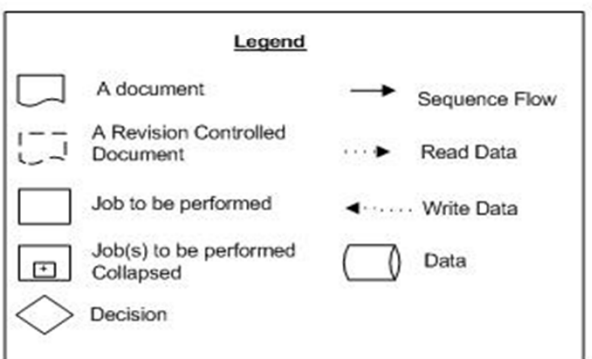 Legend
A document
A Revision Controlled
Document
Job to be performed
Job(s) to be performed
Collapsed
Decision
Sequence Flow
Read Data
Write Data
Data